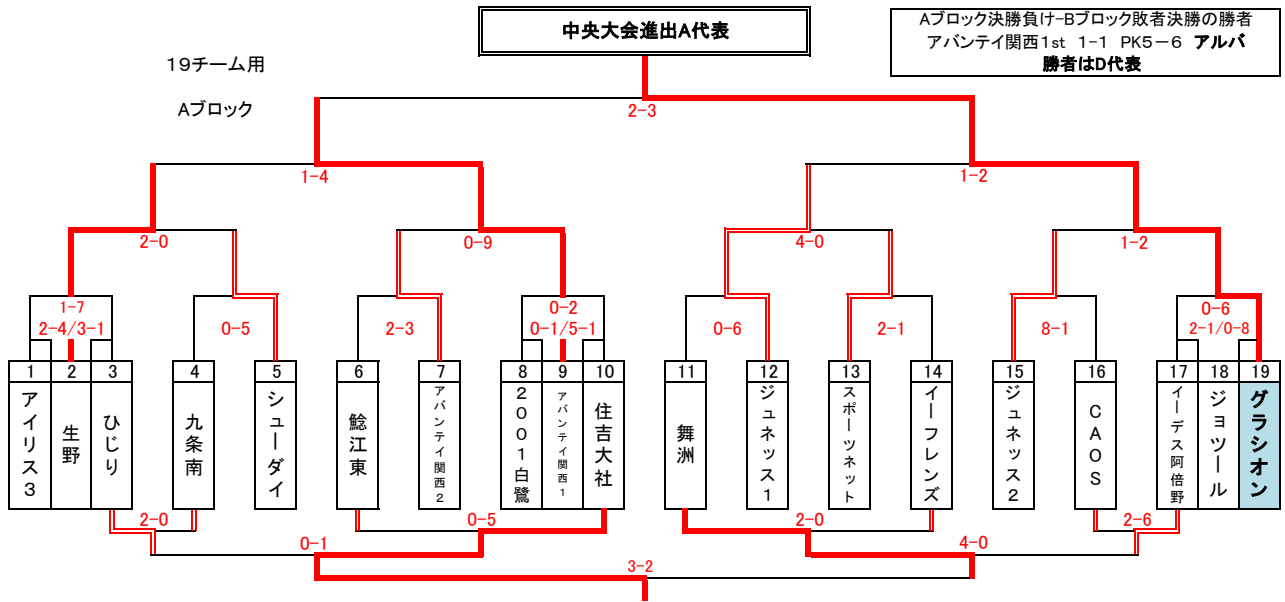 中央大会進出A代表
Aブロック決勝負け-Bブロック敗者決勝の勝者
アバンテイ関西1st 1-1 PK5-6 アルバ
勝者はD代表
19チーム用
Aブロック
2-3
1-4
1-2
2-0
0-9
4-0
1-2
1-7
2-4/3-1
0-5
2-3
0-2
0-1/5-1
0-6
2-1
8-1
0-6
2-1/0-8
1
2
3
4
5
6
7
8
9
10
11
12
13
14
15
16
17
18
19
アイリス3
生野
ひじり
九条南
シューダイ
鯰江東
アバンテイ関西2
2001白鷺
アバンテイ関西1
住吉大社
舞洲
ジュネッス1
スポーツネット
イーフレンズ
ジュネッス2
CAOS
イーデス阿倍野
ジョツール
グラシオン
2-0
0-5
2-0
2-6
0-1
4-0
3-2